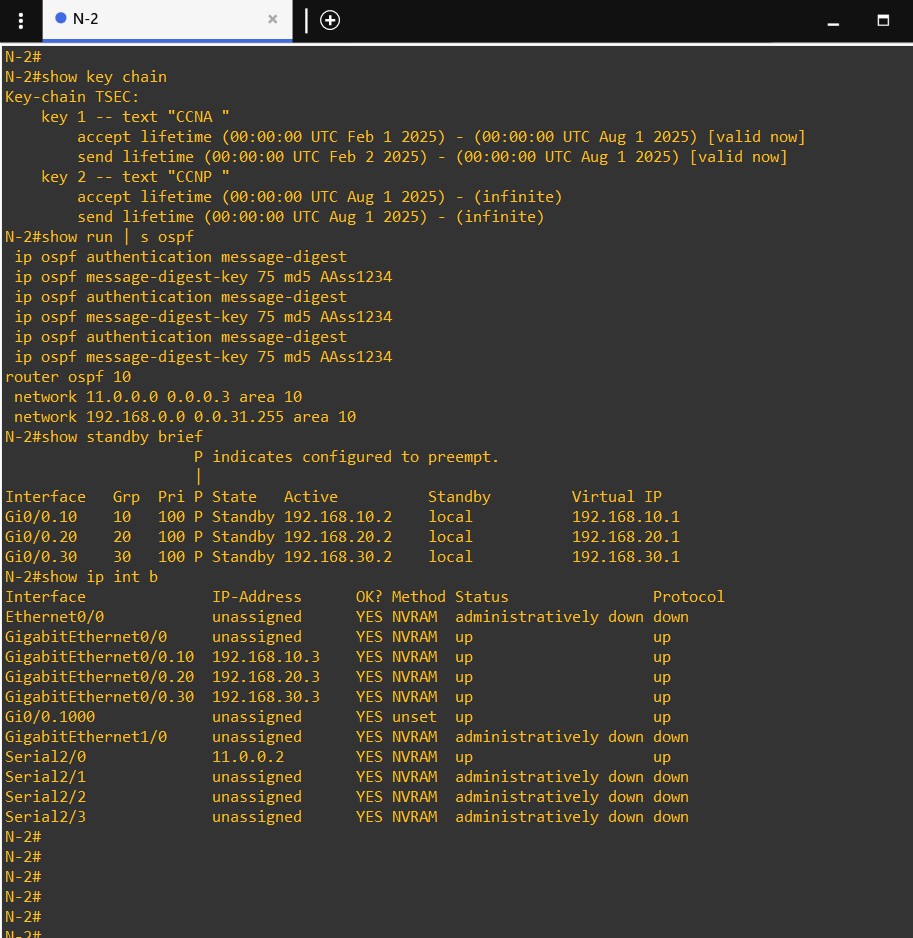 N-2
N-2#
N-2#show key chain
Key-chain TSEC:
    key 1 -- text "CCNA "
        accept lifetime (00:00:00 UTC Feb 1 2025) - (00:00:00 UTC Aug 1 2025) [valid now]
        send lifetime (00:00:00 UTC Feb 2 2025) - (00:00:00 UTC Aug 1 2025) [valid now]
    key 2 -- text "CCNP "
        accept lifetime (00:00:00 UTC Aug 1 2025) - (infinite)
        send lifetime (00:00:00 UTC Aug 1 2025) - (infinite)
N-2#show run | s ospf
 ip ospf authentication message-digest
 ip ospf message-digest-key 75 md5 AAss1234
 ip ospf authentication message-digest
 ip ospf message-digest-key 75 md5 AAss1234
 ip ospf authentication message-digest
 ip ospf message-digest-key 75 md5 AAss1234
router ospf 10
 network 11.0.0.0 0.0.0.3 area 10
 network 192.168.0.0 0.0.31.255 area 10
N-2#show standby brief
                     P indicates configured to preempt.
                     |
Interface   Grp  Pri P State   Active          Standby         Virtual IP
Gi0/0.10    10   100 P Standby 192.168.10.2    local           192.168.10.1
Gi0/0.20    20   100 P Standby 192.168.20.2    local           192.168.20.1
Gi0/0.30    30   100 P Standby 192.168.30.2    local           192.168.30.1
N-2#show ip int b
Interface              IP-Address      OK? Method Status                Protocol
Ethernet0/0            unassigned      YES NVRAM  administratively down down
GigabitEthernet0/0     unassigned      YES NVRAM  up                    up
GigabitEthernet0/0.10  192.168.10.3    YES NVRAM  up                    up
GigabitEthernet0/0.20  192.168.20.3    YES NVRAM  up                    up
GigabitEthernet0/0.30  192.168.30.3    YES NVRAM  up                    up
Gi0/0.1000             unassigned      YES unset  up                    up
GigabitEthernet1/0     unassigned      YES NVRAM  administratively down down
Serial2/0              11.0.0.2        YES NVRAM  up                    up
Serial2/1              unassigned      YES NVRAM  administratively down down
Serial2/2              unassigned      YES NVRAM  administratively down down
Serial2/3              unassigned      YES NVRAM  administratively down down
N-2#
N-2#
N-2#
N-2#
N-2#
N-2#